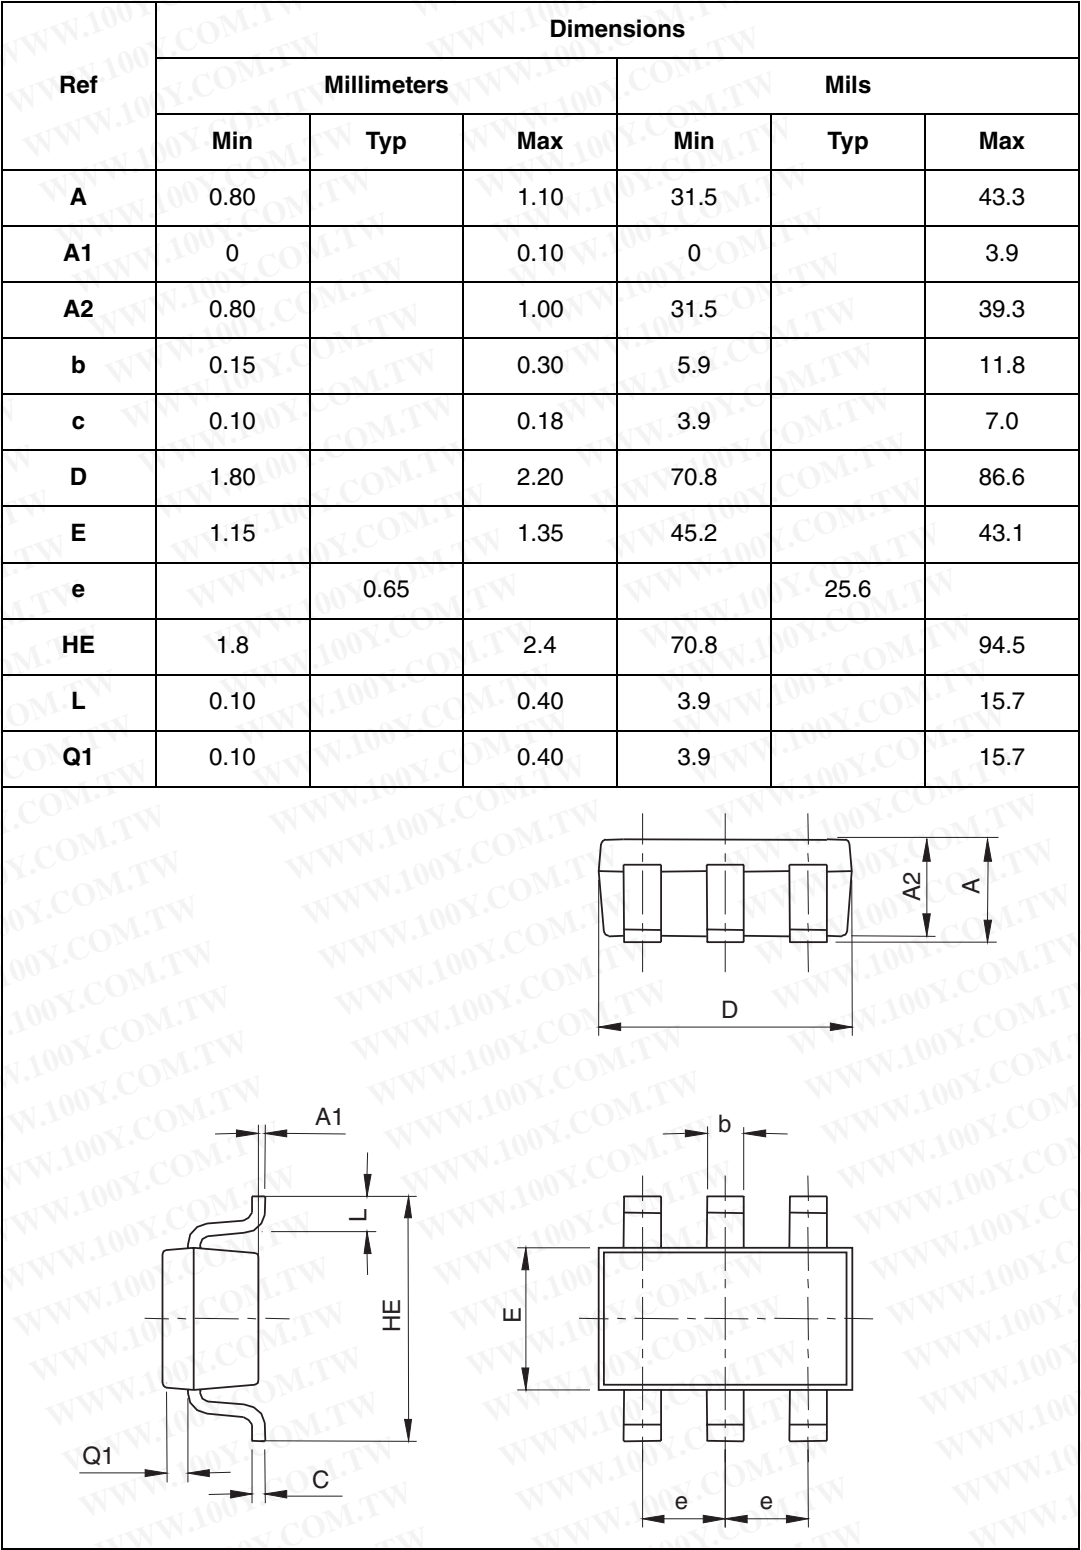 Ref Dimensions
Millimeters Mils
Min Typ Max Min Typ Max
A 0.80 1.10 31.5 43.3
A1 0 0.10 0 3.9
A2 0.80 1.00 31.5 39.3
b 0.15 0.30 5.9 11.8
c 0.10 0.18 3.9 7.0
D 1.80 2.20 70.8 86.6
E 1.15 1.35 45.2 43.1
e 0.65 25.6
HE 1.8 2.4 70.8 94.5
L 0.10 0.40 3.9 15.7
Q1 0.10 0.40 3.9 15.7
A2 A
D
A1
b
L
HE
E
Q1
C
e e
WWW.100Y.COM.TW